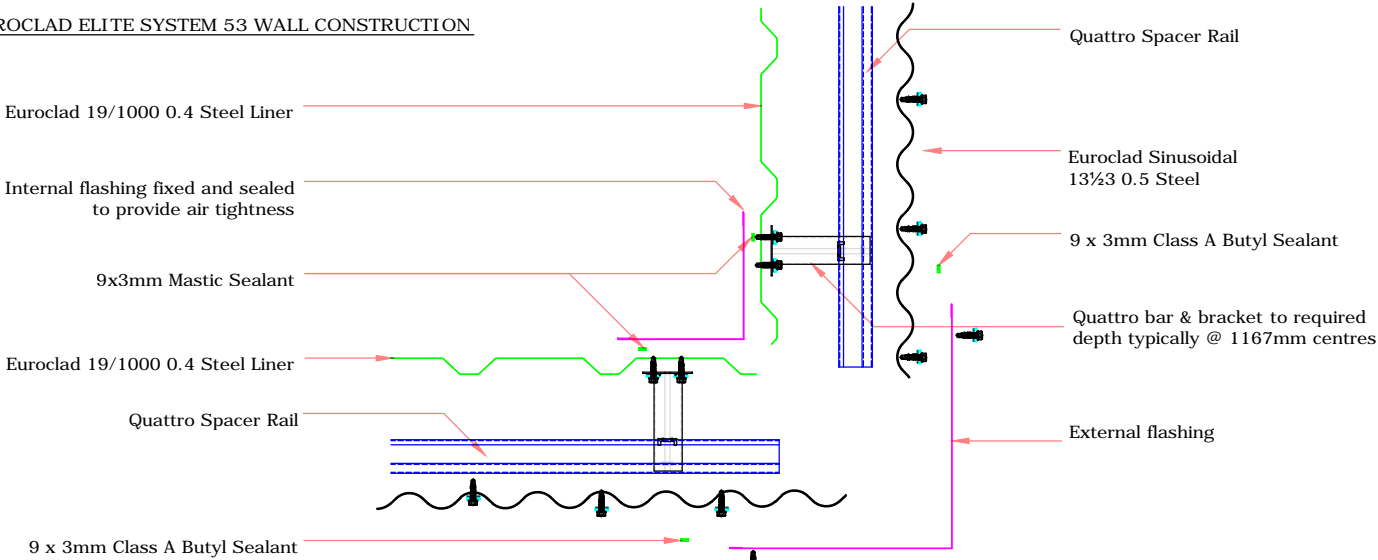 ROCLAD ELITE SYSTEM 53 WALL CONSTRUCTION
Quattro Spacer Rail
Euroclad 19/1000 0.4 Steel Liner
Euroclad Sinusoidal
13½3 0.5 Steel
Internal flashing fixed and sealed
to provide air tightness
9 x 3mm Class A Butyl Sealant
9x3mm Mastic Sealant
Quattro bar & bracket to required
depth typically @ 1167mm centres
Euroclad 19/1000 0.4 Steel Liner
Quattro Spacer Rail
External flashing
9 x 3mm Class A Butyl Sealant